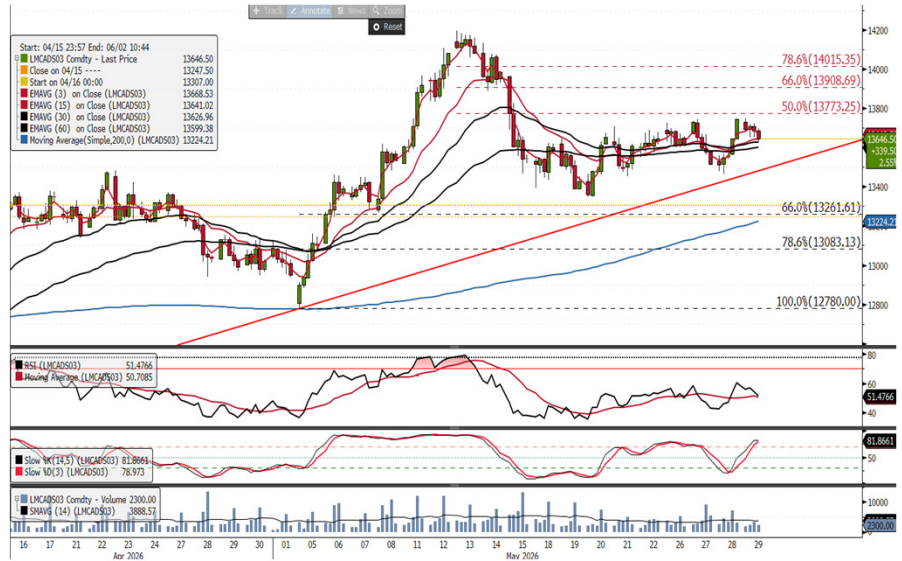 Track Annotate News Zoom
Reset
Start: 04/15 23:57 End: 06/02 10:44
LMCADS03 Comdty - Last Price 13646.50
Close on 04/15 ---- 13247.50
Start on 04/16 00:00 13307.00
EMAVG (3) on Close (LMCADS03) 13668.53
EMAVG (15) on Close (LMCADS03) 13641.02
EMAVG (30) on Close (LMCADS03) 13626.96
EMAVG (60) on Close (LMCADS03) 13599.38
Moving Average(Simple,200,0) (LMCADS03) 13224.21
14200
78.6%(14015.35)
14000
66.0%(13908.69)
13800
50.0%(13773.25)
13646.50
+339.50
2.55%
13400
66.0%(13261.61)
13224.21
78.6%(13083.13)
13000
100.0%(12780.00)
12800
RSI (LMCADS03) 51.4766
Moving Average (LMCADS03) 50.7085
80
60
51.4766
40
Slow %K(14,5) (LMCADS03) 81.8661
Slow %D(3) (LMCADS03) 78.973
81.8661
50
LMCADS03 Comdty - Volume 2300.00
SMAVG (14) (LMCADS03) 3888.57
10000
2300.00
0
16 17 20 21 22 23 24 27 28 29 30 01 05 06 07 08 11 12 13 14 15 18 19 20 21 22 26 27 28 29
Apr 2026 May 2026